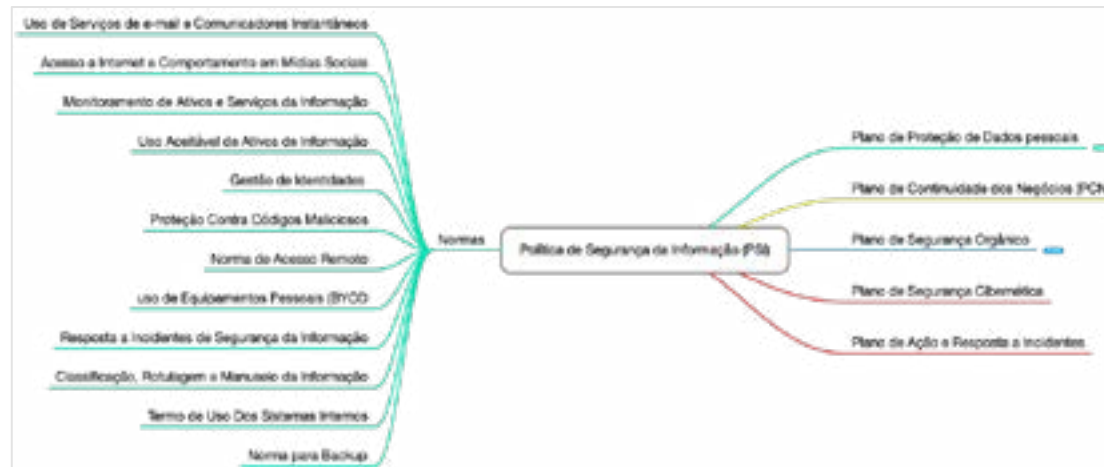 Uso de Serviços de e-mail e Comunicadores Instantâneos
Acesso a Internet e Comportamento em Mídias Sociais
Monitoramento de Ativos e Serviços da Informação
Uso Aceitável de Ativos de Informação
Gestão de Identidades
Proteção Contra Códigos Maliciosos
Norma de Acesso Remoto
uso de Equipamentos Pessoais (BYOD
Resposta a Incidentes de Segurança da Informação
Classificação, Rotulagem e Manuseio da Informação
Termo de Uso Dos Sistemas Internos
Norma para Backup
Normas
Política de Segurança da Informação (PSI)
Plano de Proteção de Dados pessoais
Plano de Continuidade dos Negócios (PCN
Plano de Segurança Orgânico
Plano de Segurança Cibernética
Plano de Ação e Resposta a Incidentes